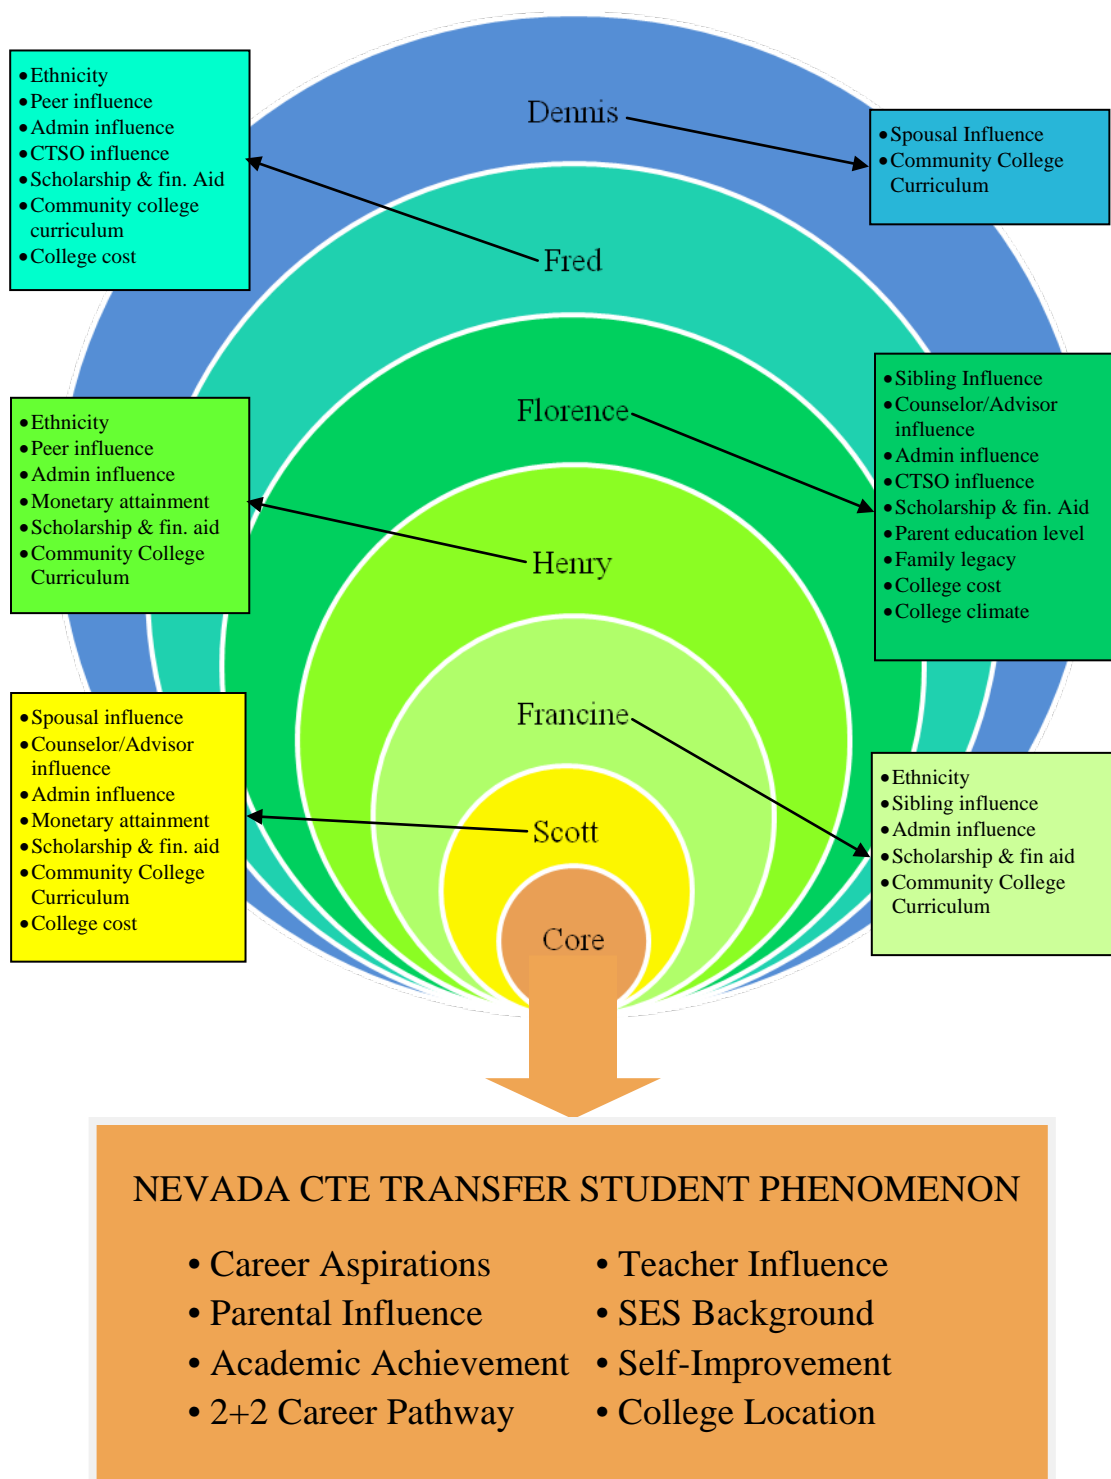 Dennis
Fred
Florence
Henry
Francine
Scott
Core
• Ethnicity
• Peer influence
• Admin influence
• CTSO influence
• Scholarship & fin. Aid
• Community college
curriculum
• College cost
• Spousal Influence
• Community College
Curriculum
• Ethnicity
• Peer influence
• Admin influence
• Monetary attainment
• Scholarship & fin. aid
• Community College
Curriculum
• Sibling Influence
• Counselor/Advisor
influence
• Admin influence
• CTSO influence
• Scholarship & fin. Aid
• Parent education level
• Family legacy
• College cost
• College climate
• Spousal influence
• Counselor/Advisor
influence
• Admin influence
• Monetary attainment
• Scholarship & fin. aid
• Community College
Curriculum
• College cost
• Ethnicity
• Sibling influence
• Admin influence
• Scholarship & fin aid
• Community College
Curriculum
NEVADA CTE TRANSFER STUDENT PHENOMENON
• Career Aspirations
• Parental Influence
• Academic Achievement
• 2+2 Career Pathway
• Teacher Influence
• SES Background
• Self-Improvement
• College Location